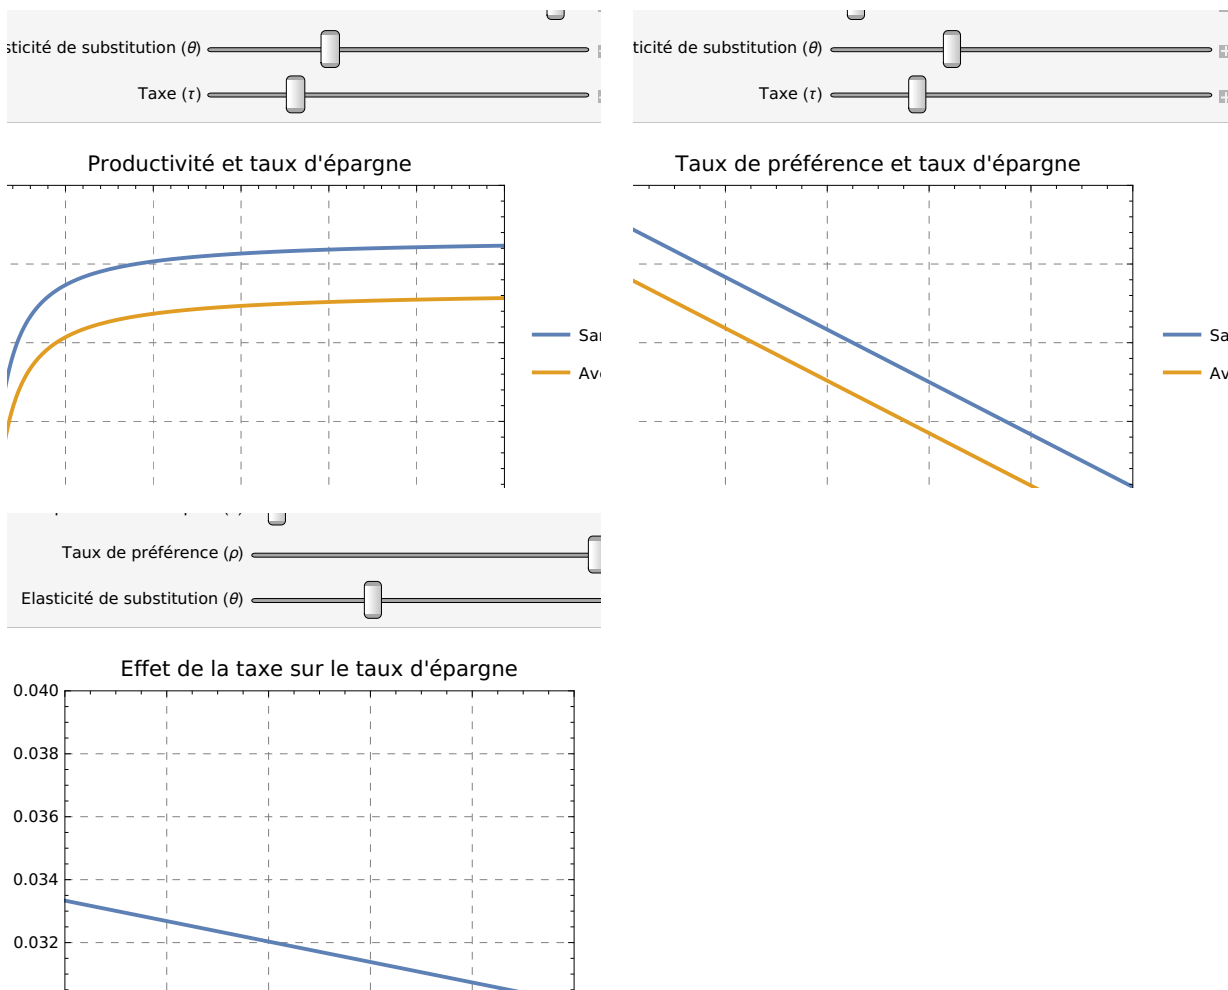 sticité de substitution (θ)
Taxe (τ)
Productivité et taux d'épargne
ticité de substitution (θ)
Taxe (τ)
Taux de préférence et taux d'épargne
Taux de préférence (ρ)
Elasticité de substitution (θ)
Effet de la taxe sur le taux d'épargne
0.040
0.038
0.036
0.034
0.032